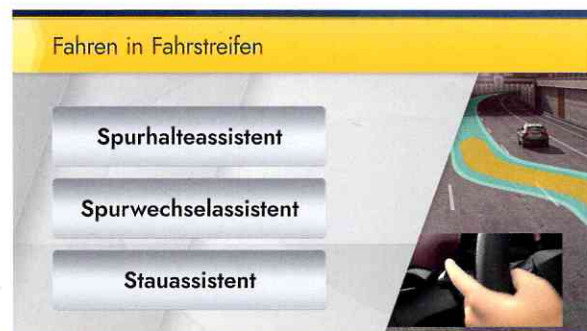 Fahren in Fahrstreifen
Spurhalteassistent
Spurwechselassistent
Stauassistent